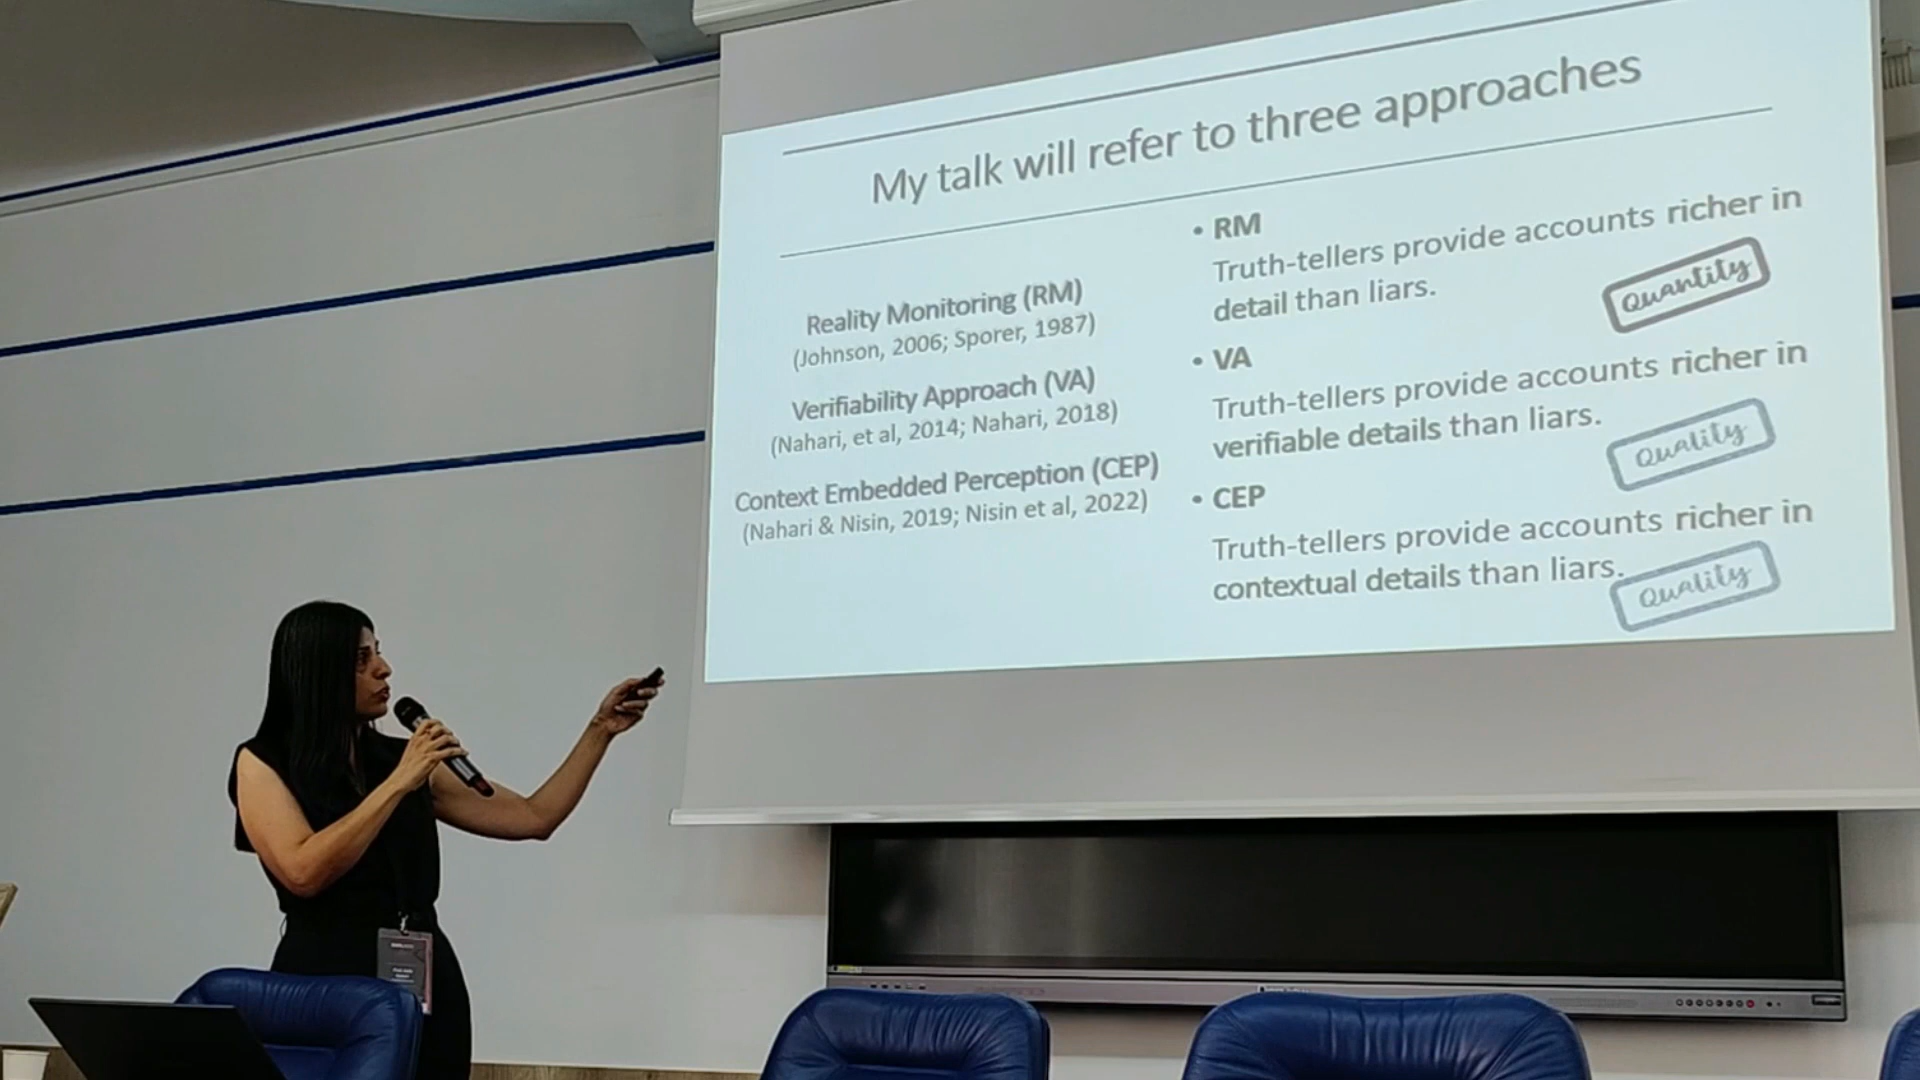 My talk will refer to three approaches
Reality Monitoring (RM)
(Johnson, 2006; Sporer, 1987)
Verifiability Approach (VA)
(Nahari, et al, 2014; Nahari, 2018)
Context Embedded Perception (CEP)
(Nahari & Nisin, 2019; Nisin et al, 2022)
• RM
Truth-tellers provide accounts richer in
detail than liars.
Quantity
• VA
Truth-tellers provide accounts richer in
verifiable details than liars.
Quality
• CEP
Truth-tellers provide accounts richer in
contextual details than liars.
Quality